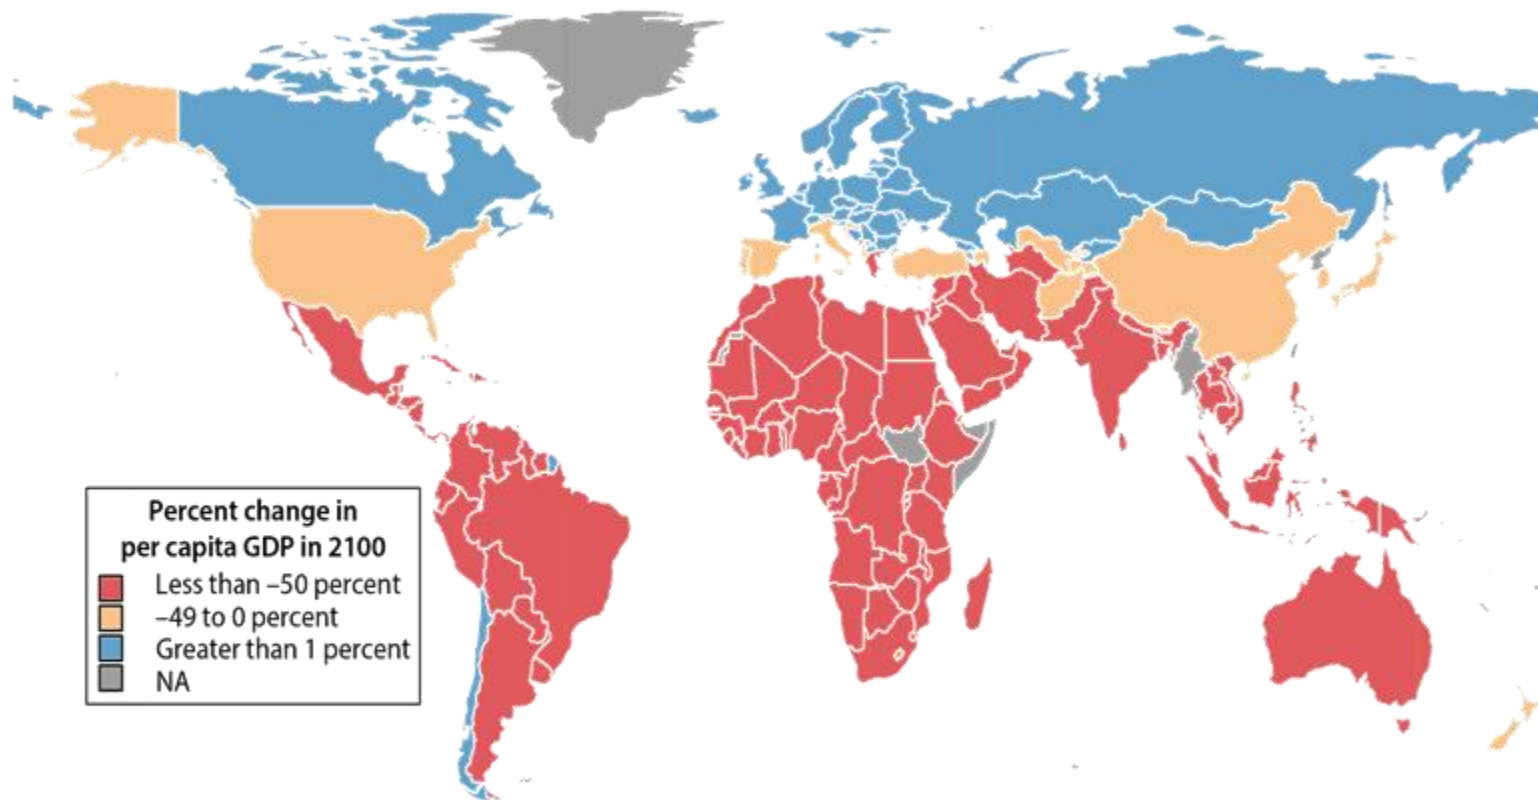 Percent change in
per capita GDP in 2100
Less than –50 percent
–49 to 0 percent
Greater than 1 percent
NA